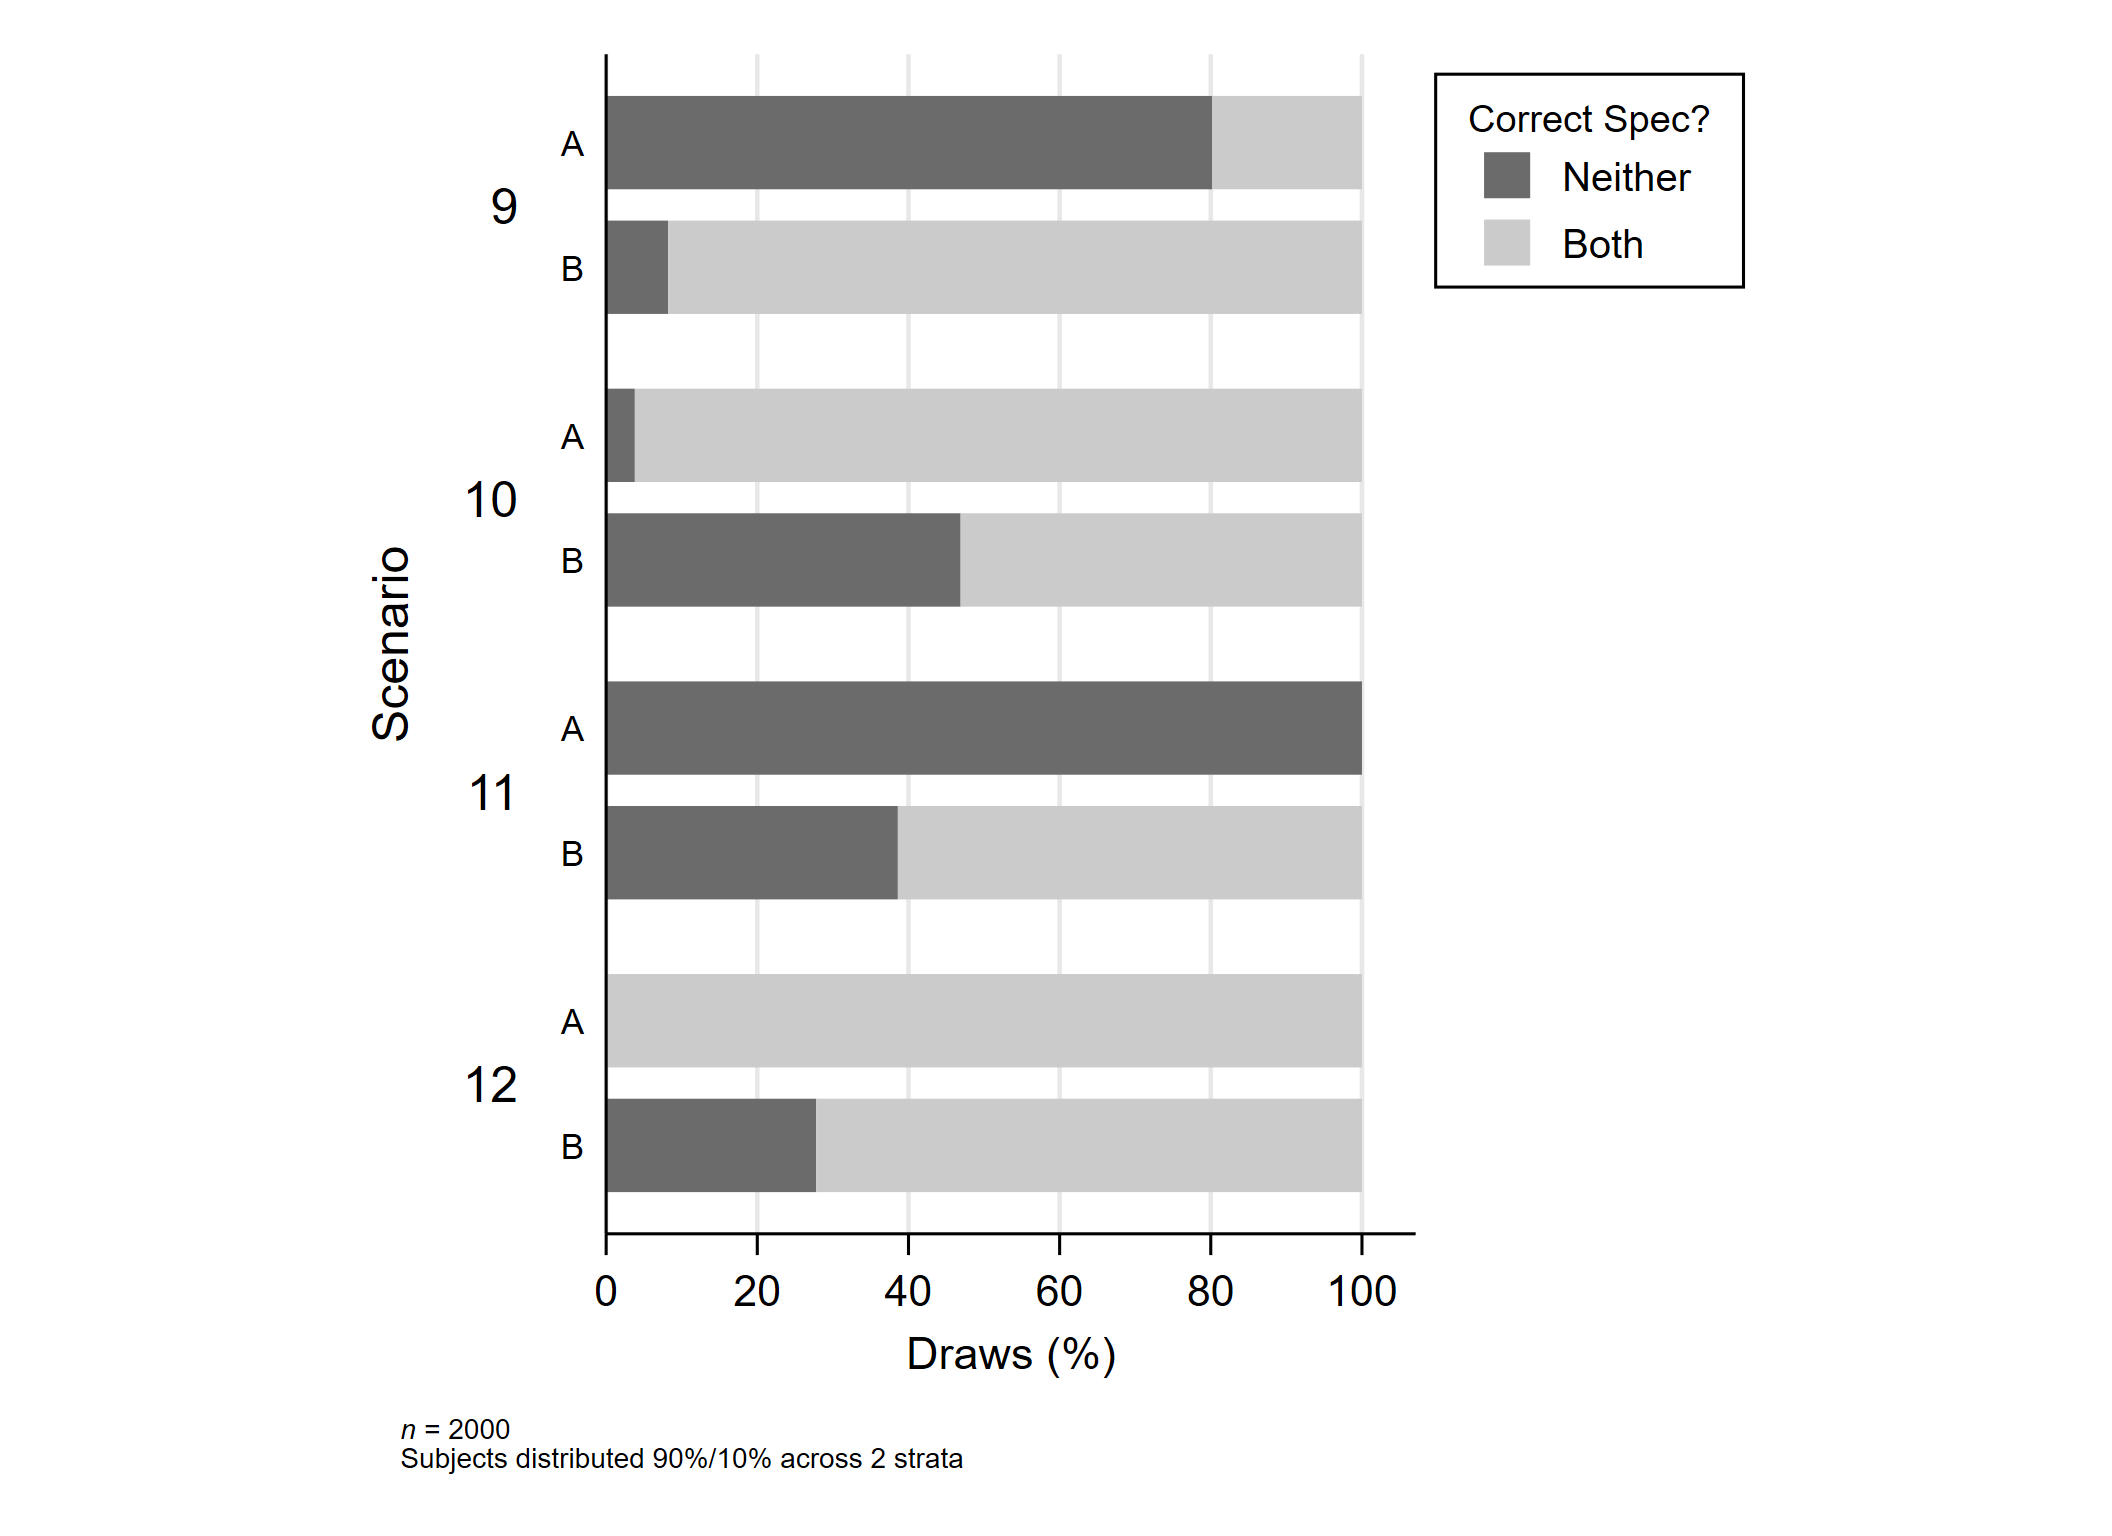 Correct Spec?
Neither
Both
Scenario
9
A
B
10
A
B
11
A
B
12
A
B
0 20 40 60 80 100
Draws (%)
n = 2000
Subjects distributed 90%/10% across 2 strata